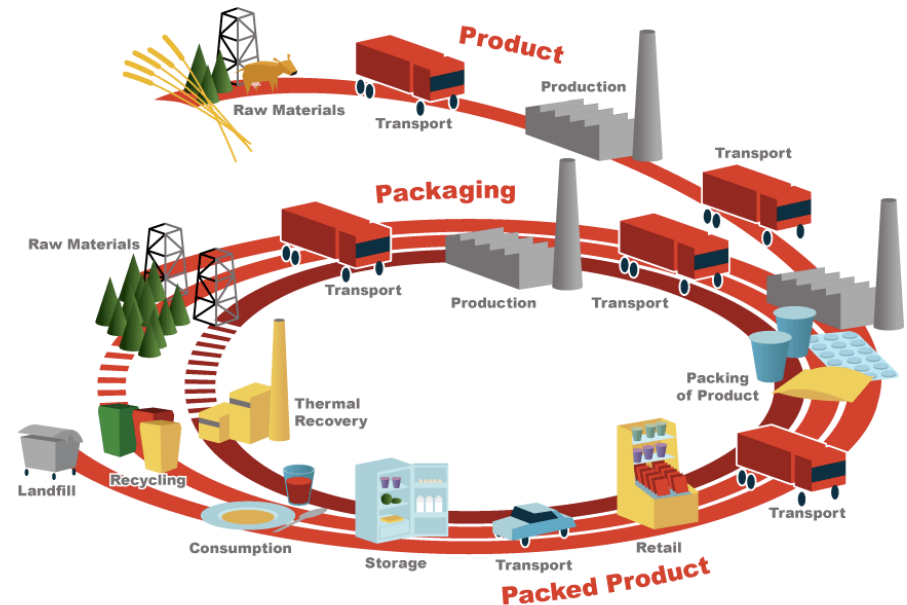 Product
Production
Raw Materials
Transport
Transport
Packaging
Raw Materials
Transport
Production
Transport
Packing
of Product
Thermal
Recovery
Landfill
Recycling
Consumption
Storage
Transport
Retail
Transport
Packed Product